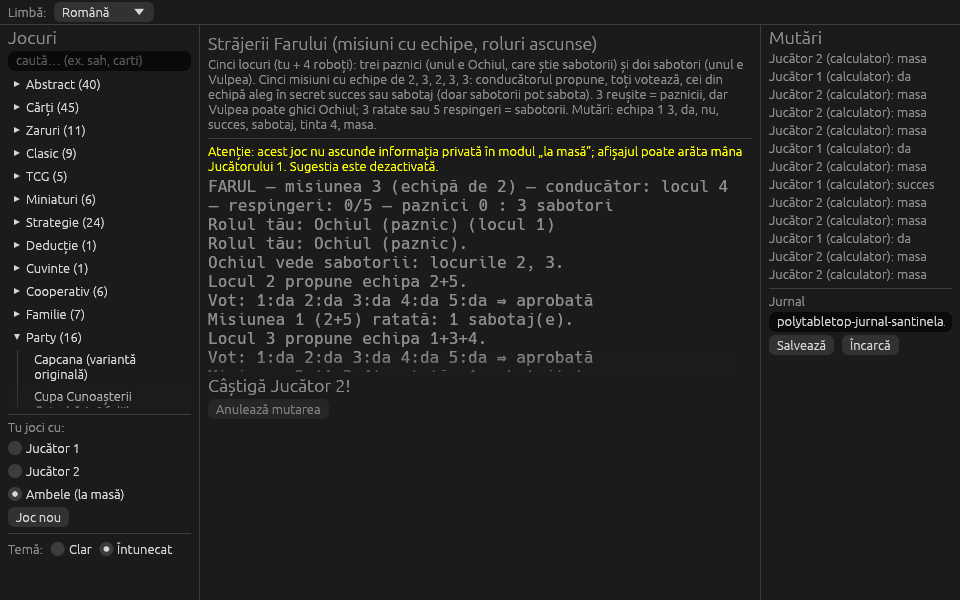 Limbă: Română
Jocuri
caută... (ex. sah, carti)
Abstract (40)
Cărți (45)
Zaruri (11)
Clasic (9)
TCG (5)
Miniaturi (6)
Strategie (24)
Deducție (1)
Cuvinte (1)
Cooperativ (6)
Familie (7)
Party (16)
Capcana (variantă
originală)
Cupa Cunoașterii
Tu joci cu:
Jucător 1
Jucător 2
Ambele (la masă)
Joc nou
Temă: Clar Întunecat
Străjerii Farului (misiuni cu echipe, roluri ascunse)
Cinci locuri (tu + 4 roboți): trei paznici (unul e Ochiul, care știe sabotorii) și doi sabotori (unul e
Vulpea). Cinci misiuni cu echipe de 2, 3, 2, 3, 3: conducătorul propune, toți votează, cei din
echipă aleg în secret succes sau sabotaj (doar sabotorii pot sabota). 3 reușite = paznicii, dar
Vulpea poate ghici Ochiul; 3 ratate sau 5 respingeri = sabotorii. Mutări: echipa 1 3, da, nu,
succes, sabotaj, tinta 4, masa.
Atenție: acest joc nu ascunde informația privată în modul „la masă”; afișajul poate arăta mâna
Jucătorului 1. Sugestia este dezactivată.
FARUL — misiunea 3 (echipă de 2) — conducător: locul 4
— respingeri: 0/5 — paznici 0 : 3 sabotori
Rolul tău: Ochiul (paznic) (locul 1)
Rolul tău: Ochiul (paznic).
Ochiul vede sabotorii: locurile 2, 3.
Locul 2 propune echipa 2+5.
Vot: 1:da 2:da 3:da 4:da 5:da ⇒ aprobată
Misiunea 1 (2+5) ratată: 1 sabotaj(e).
Locul 3 propune echipa 1+3+4.
Vot: 1:da 2:da 3:da 4:da 5:da ⇒ aprobată
Câștigă Jucător 2!
Anulează mutarea
Mutări
Jucător 2 (calculator): masa
Jucător 1 (calculator): da
Jucător 2 (calculator): masa
Jucător 2 (calculator): masa
Jucător 2 (calculator): masa
Jucător 1 (calculator): da
Jucător 2 (calculator): masa
Jucător 1 (calculator): succes
Jucător 2 (calculator): masa
Jucător 2 (calculator): masa
Jucător 1 (calculator): da
Jucător 2 (calculator): masa
Jucător 2 (calculator): masa
Jurnal
polytabletop-jurnal-santinela.
Salvează Încarcă